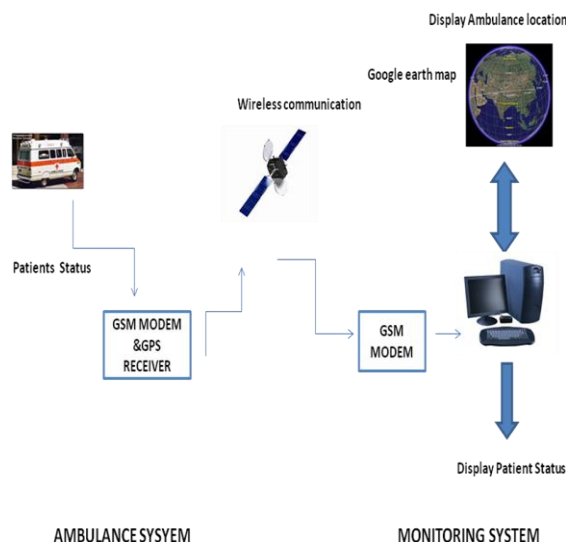 Display Ambulance location
Google earth map
Wireless communication
Patients Status
GSM MODEM
&GPS
RECEIVER
GSM
MODEM
Display Patient Status
AMBULANCE SYSYEM
MONITORING SYSTEM